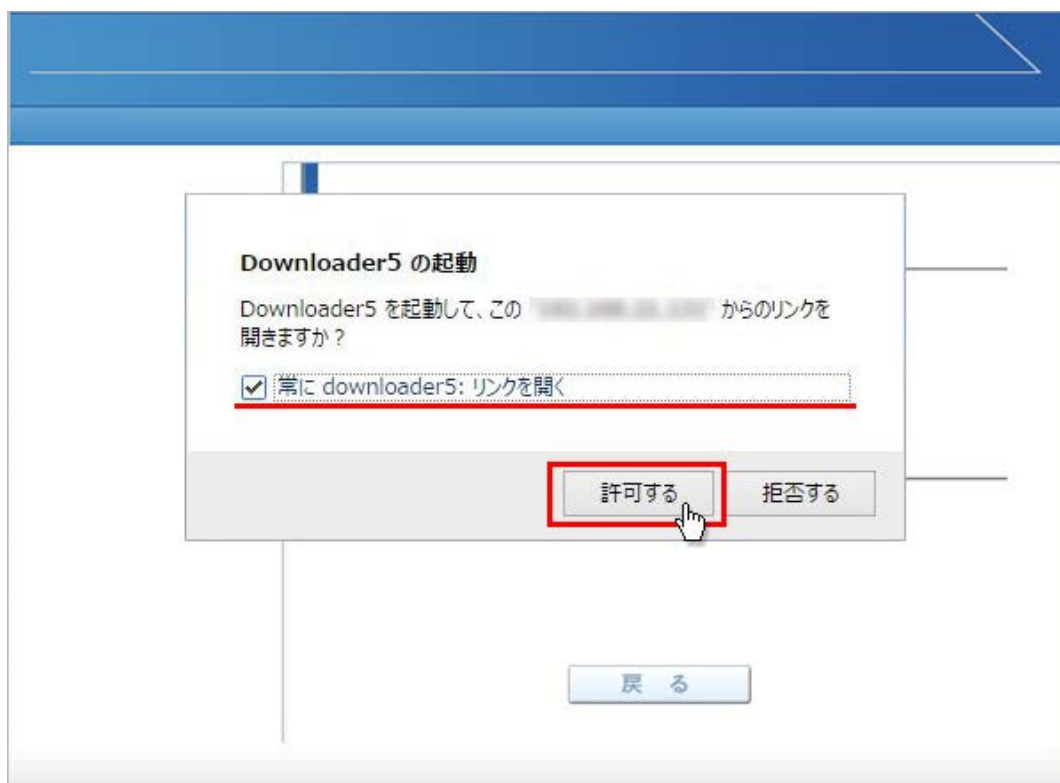 Downloader5 の起動
Downloader5 を起動して、この からのリンクを
開きますか？
常に downloader5: リンクを開く
許可する 拒否する
戻 る